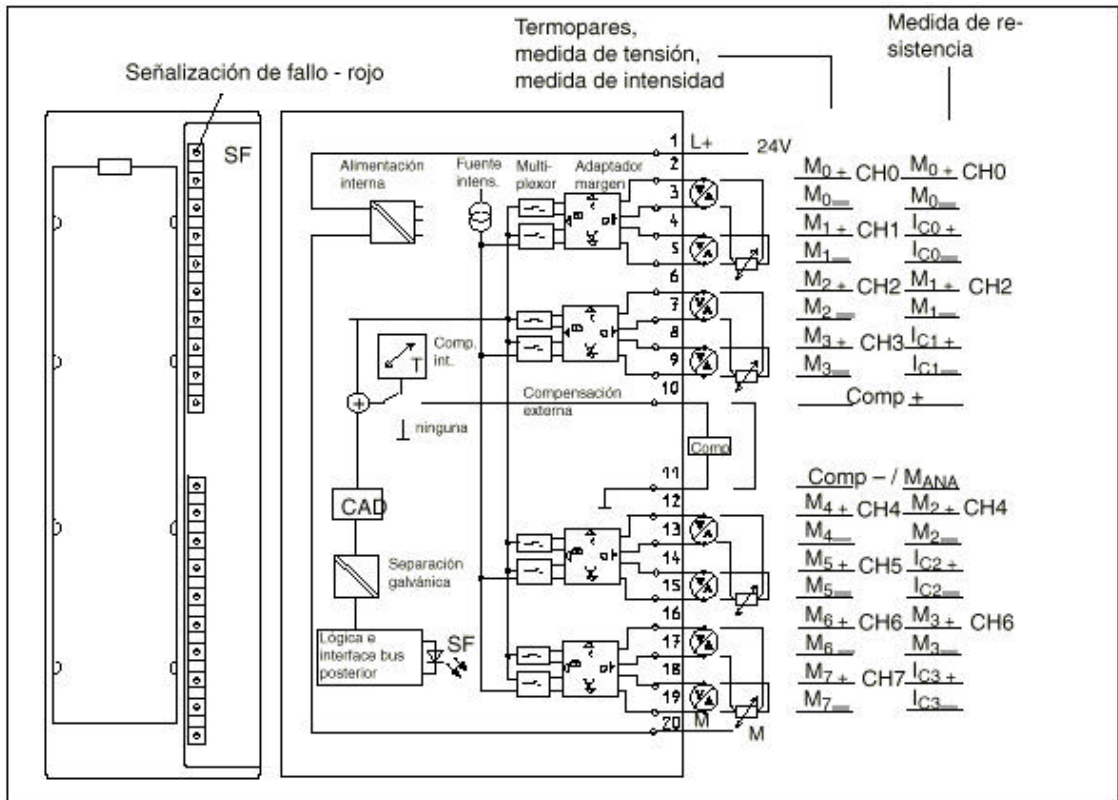 Termopares,
medida de tensión,
medida de intensidad
Medida de re-
sistencia
Señalización de fallo - rojo
SF
Alimentación
interna
Fuente
intens.
Multi-
plexor
Adaptador
margen
1 L+ 24V
2
3
4
5
6
7
8
9
10
Comp.
int.
T
Compensación
externa
ninguna
Comp
11
12
13
14
15
16
17
18
19
20 M
M
CAD
Separación
galvánica
Lógica e
interface bus
posterior
SF
M0 + CH0 M0 + CH0
M0 — M0 —
M1 + CH1 IC0 +
M1 — IC0 —
M2 + CH2 M1 + CH2
M2 — M1 —
M3 + CH3 IC1 +
M3 — IC1 —
Comp +
Comp – / MANA
M4 + CH4 M2 + CH4
M4 — M2 —
M5 + CH5 IC2 +
M5 — IC2 —
M6 + CH6 M3 + CH6
M6 — M3 —
M7 + CH7 IC3 +
M7 — IC3 —